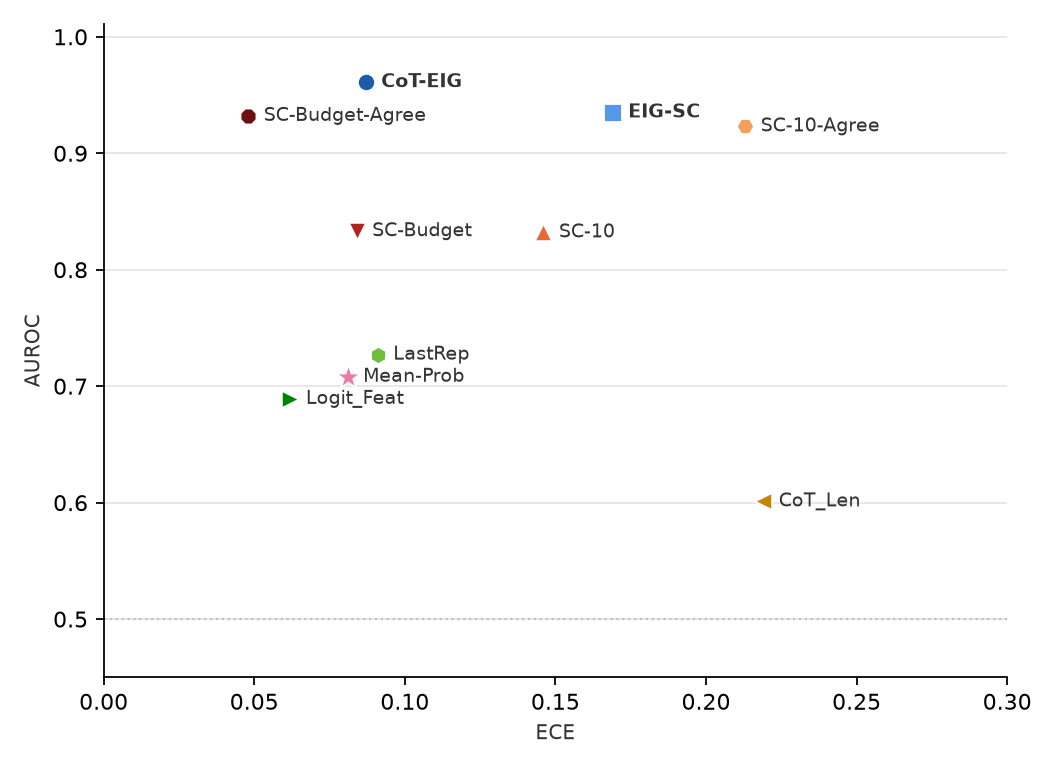 1.0
CoT-EIG
SC-Budget-Agree
EIG-SC
SC-10-Agree
0.9
SC-Budget
SC-10
0.8
LastRep
Mean-Prob
0.7
Logit_Feat
0.6
CoT_Len
0.5
AUROC
0.00
0.05
0.10
0.15
0.20
0.25
0.30
ECE